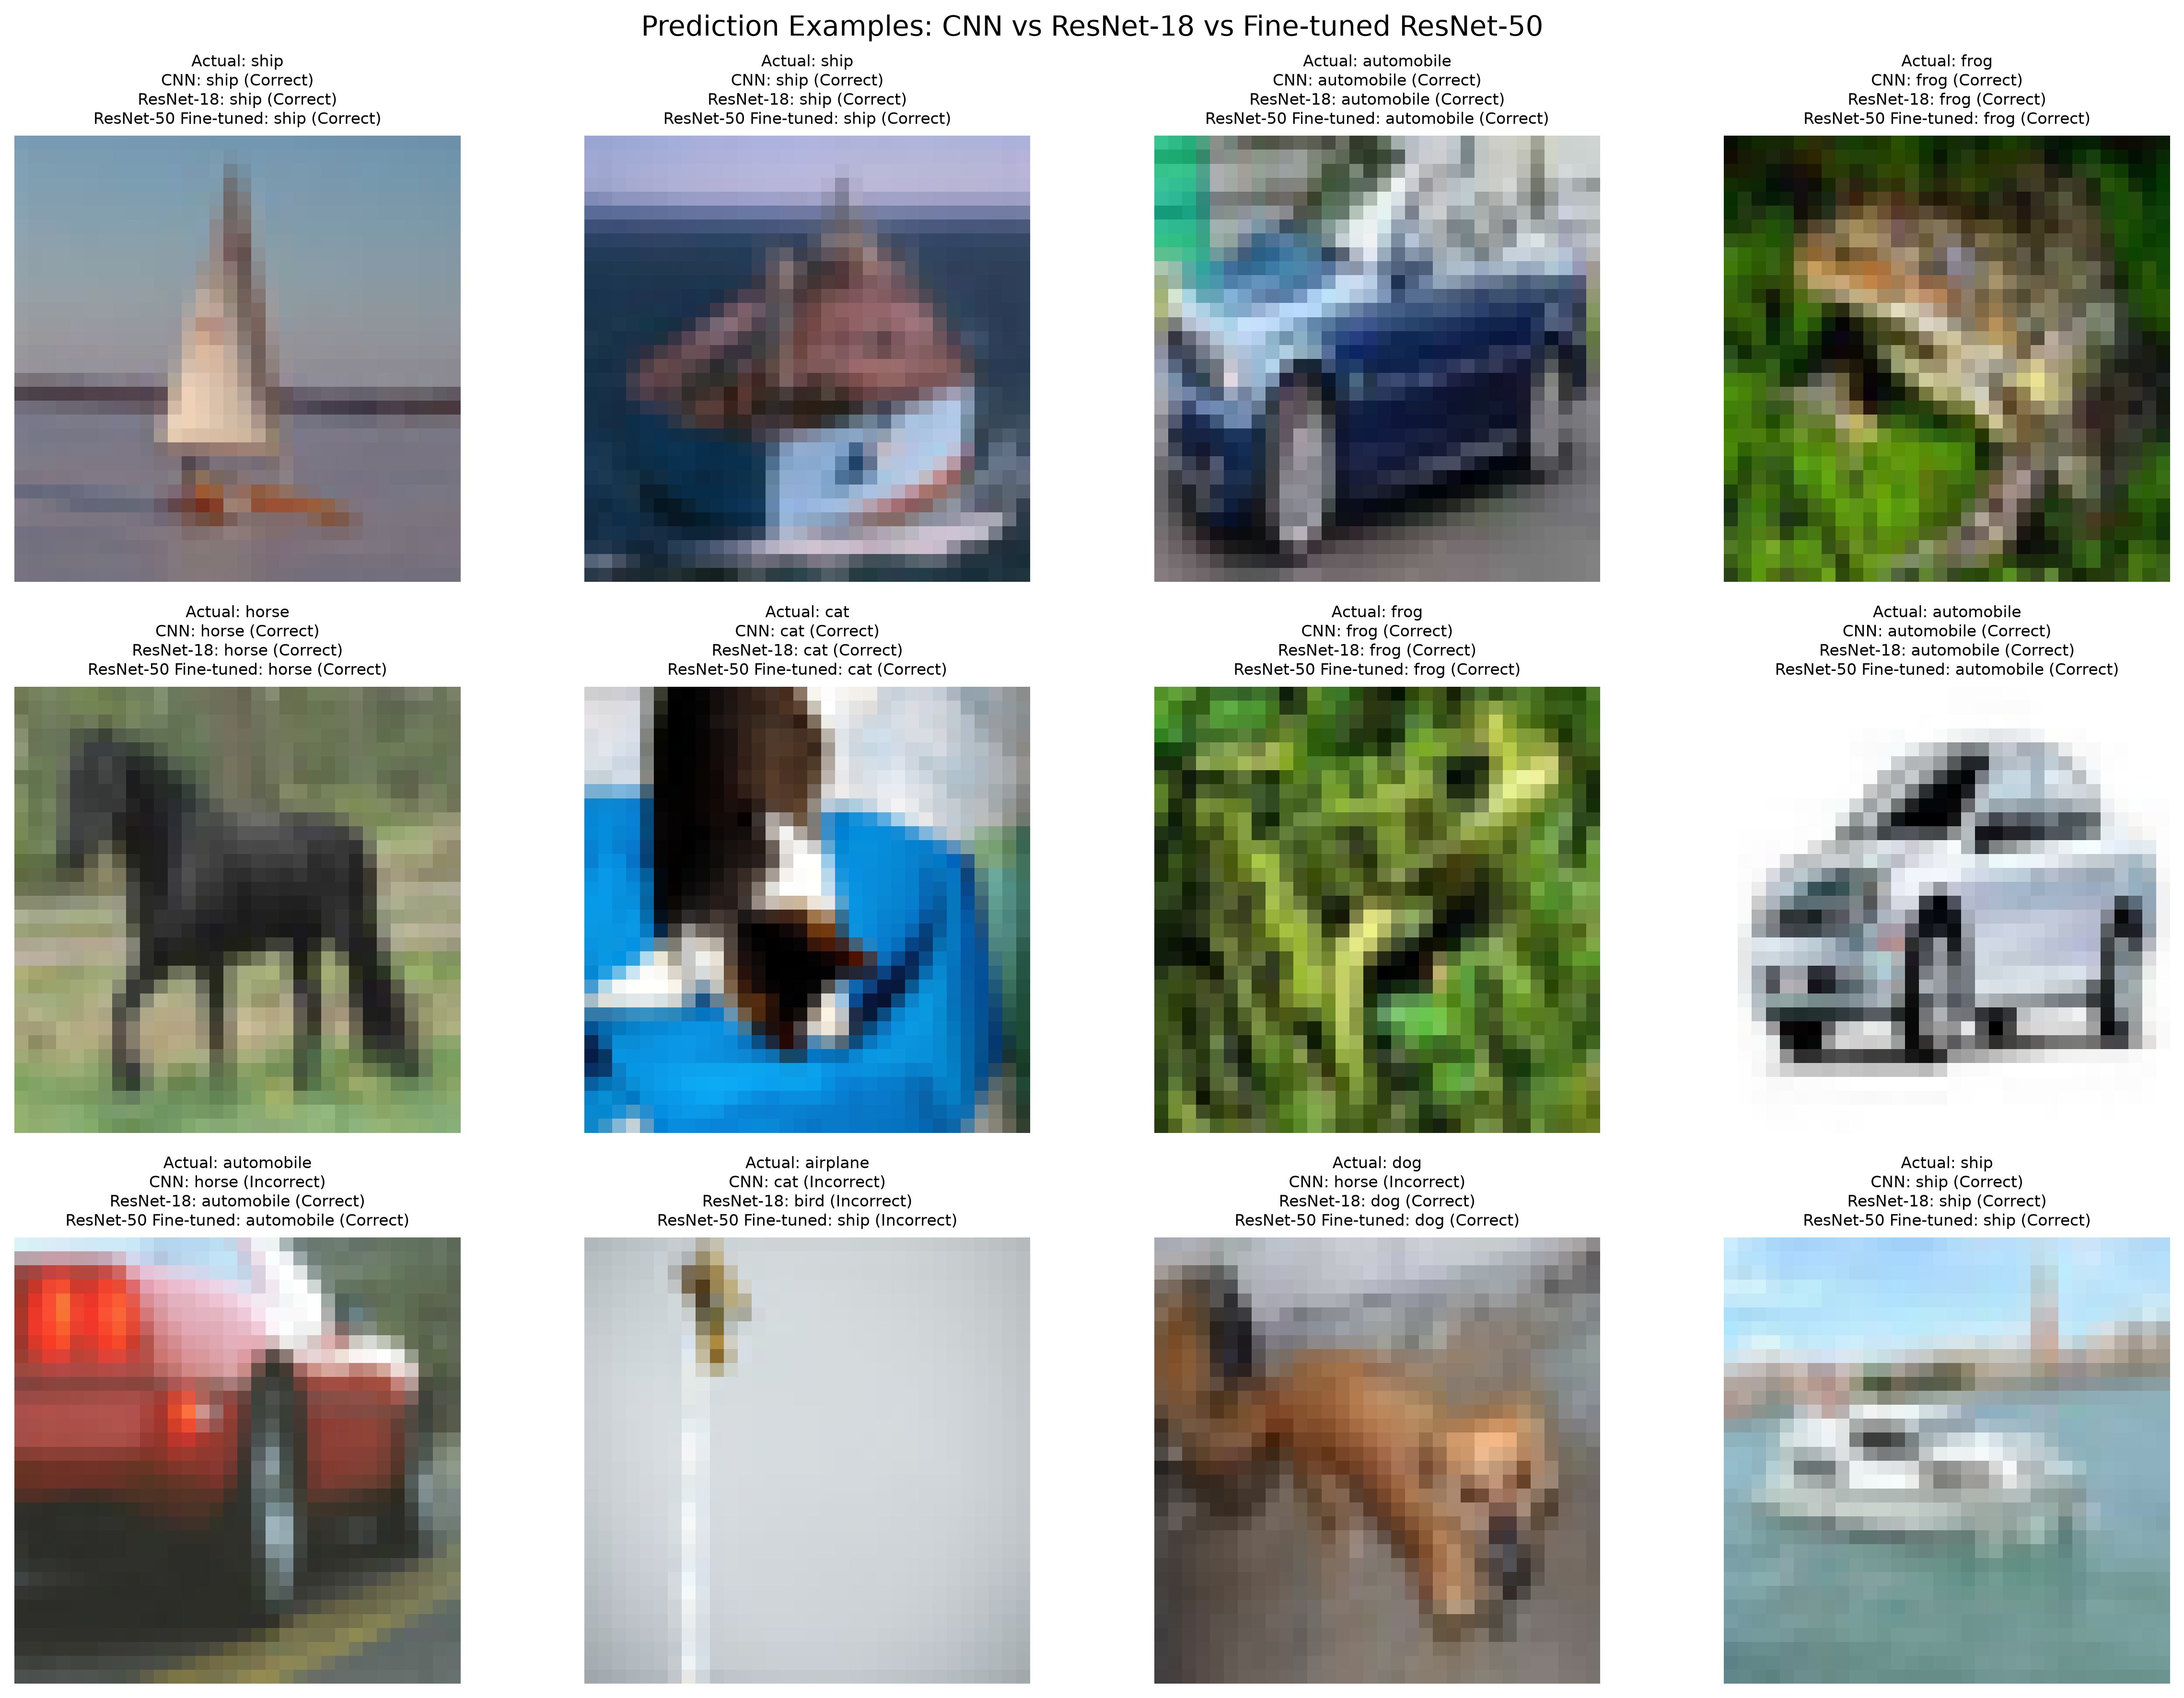 Prediction Examples: CNN vs ResNet-18 vs Fine-tuned ResNet-50
Actual: ship
CNN: ship (Correct)
ResNet-18: ship (Correct)
ResNet-50 Fine-tuned: ship (Correct)
Actual: ship
CNN: ship (Correct)
ResNet-18: ship (Correct)
ResNet-50 Fine-tuned: ship (Correct)
Actual: automobile
CNN: automobile (Correct)
ResNet-18: automobile (Correct)
ResNet-50 Fine-tuned: automobile (Correct)
Actual: frog
CNN: frog (Correct)
ResNet-18: frog (Correct)
ResNet-50 Fine-tuned: frog (Correct)
Actual: horse
CNN: horse (Correct)
ResNet-18: horse (Correct)
ResNet-50 Fine-tuned: horse (Correct)
Actual: cat
CNN: cat (Correct)
ResNet-18: cat (Correct)
ResNet-50 Fine-tuned: cat (Correct)
Actual: frog
CNN: frog (Correct)
ResNet-18: frog (Correct)
ResNet-50 Fine-tuned: frog (Correct)
Actual: automobile
CNN: automobile (Correct)
ResNet-18: automobile (Correct)
ResNet-50 Fine-tuned: automobile (Correct)
Actual: automobile
CNN: horse (Incorrect)
ResNet-18: automobile (Correct)
ResNet-50 Fine-tuned: automobile (Correct)
Actual: airplane
CNN: cat (Incorrect)
ResNet-18: bird (Incorrect)
ResNet-50 Fine-tuned: ship (Incorrect)
Actual: dog
CNN: horse (Incorrect)
ResNet-18: dog (Correct)
ResNet-50 Fine-tuned: dog (Correct)
Actual: ship
CNN: ship (Correct)
ResNet-18: ship (Correct)
ResNet-50 Fine-tuned: ship (Correct)